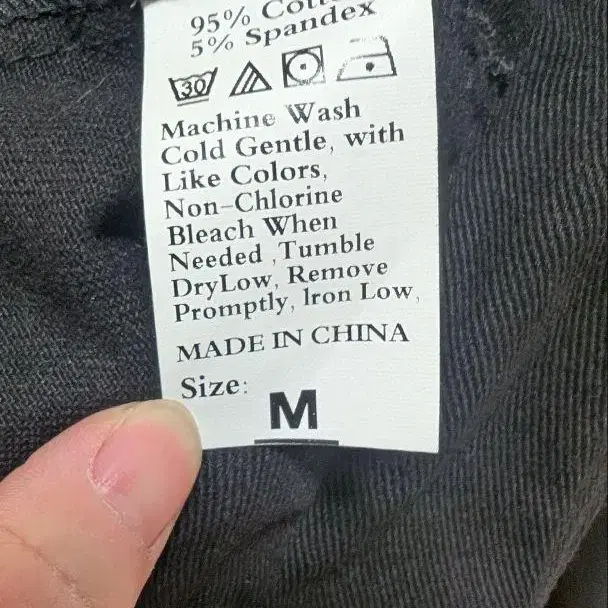 95% Cotto
5% Spandex
30
Machine Wash
Cold Gentle, with
Like Colors,
Non-Chlorine
Bleach When
Needed ,Tumble
DryLow, Remove
Promptly, Iron Low,
MADE IN CHINA
Size: M